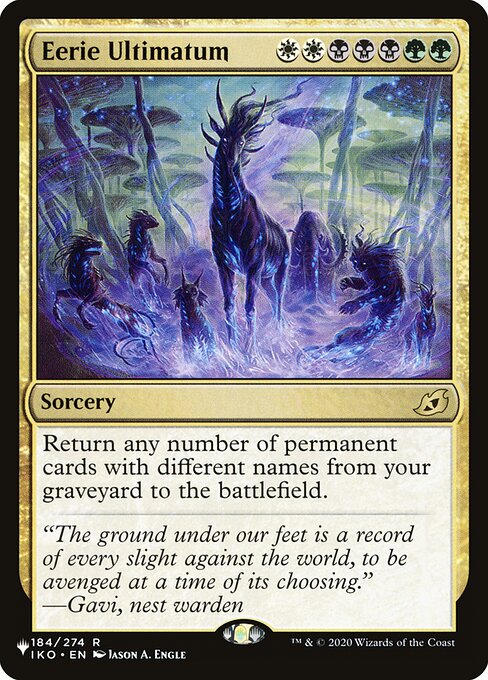 Eerie Ultimatum
Sorcery
Return any number of permanent
cards with different names from your
graveyard to the battlefield.
“The ground under our feet is a record
of every slight against the world, to be
avenged at a time of its choosing.”
—Gavi, nest warden
184/274 R
IKO • EN Jason A. Engle
™ & © 2020 Wizards of the Coast